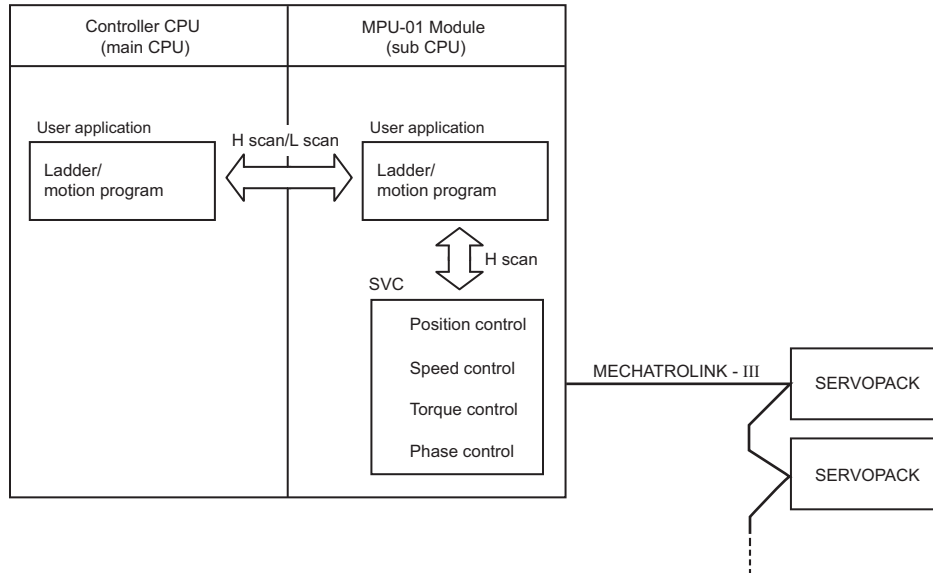 Controller CPU
(main CPU)
MPU-01 Module
(sub CPU)
User application
H scan/L scan
User application
Ladder/
motion program
Ladder/
motion program
H scan
SVC
Position control
Speed control
Torque control
Phase control
MECHATROLINK - III
SERVOPACK
SERVOPACK